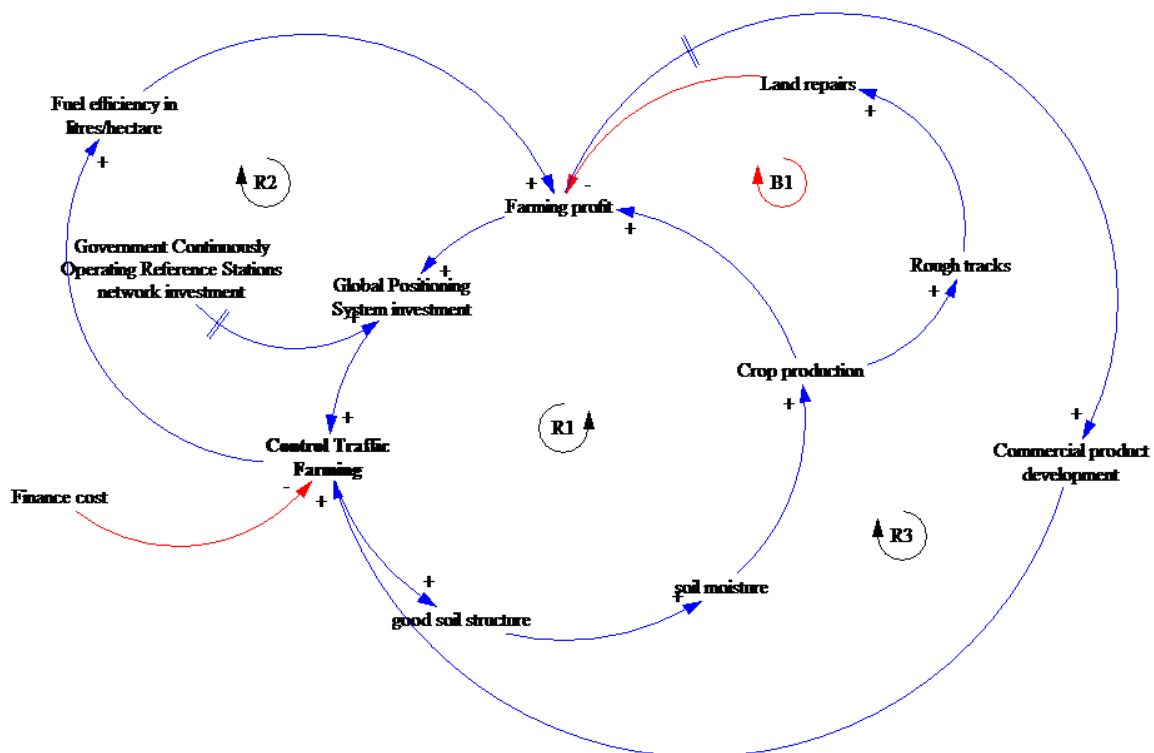 Land repairs
+
Fuel efficiency in
litres/hectare
+
R2
B1
+
-
Farming profit
+
Government Continuously
Operating Reference Stations
network investment
+
Global Positioning
System investment
+
Rough tracks
+
Crop production
+
R1
+
Control Traffic
Farming
-
+
+
Commercial product
development
Finance cost
R3
+
good soil structure
+
soil moisture